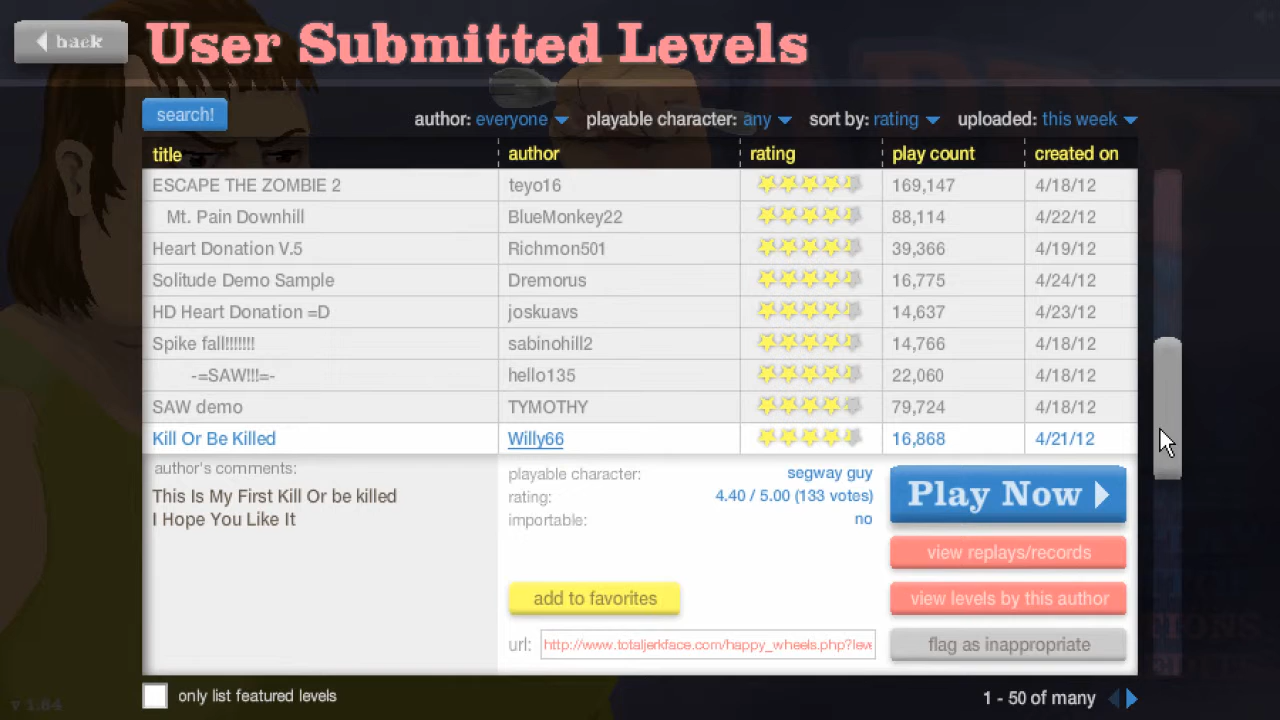 back
User Submitted Levels
search!
author: everyone playable character: any sort by: rating uploaded: this week
title author rating play count created on
ESCAPE THE ZOMBIE 2 teyo16 169,147 4/18/12
Mt. Pain Downhill BlueMonkey22 88,114 4/22/12
Heart Donation V.5 Richmon501 39,366 4/19/12
Solitude Demo Sample Dremorus 16,775 4/24/12
HD Heart Donation =D joskuavs 14,637 4/23/12
Spike fall!!!!!!! sabinohill2 14,766 4/18/12
-=SAW!!!=- hello135 22,060 4/18/12
SAW demo TYMOTHY 79,724 4/18/12
Kill Or Be Killed Willy66 16,868 4/21/12
author's comments:
This Is My First Kill Or be killed
I Hope You Like It
playable character: segway guy
rating: 4.40 / 5.00 (133 votes)
importable: no
add to favorites
url: http://www.totaljerkface.com/happy_wheels.php?leve
Play Now
view replays/records
view levels by this author
flag as inappropriate
only list featured levels
1 - 50 of many
v 1.84